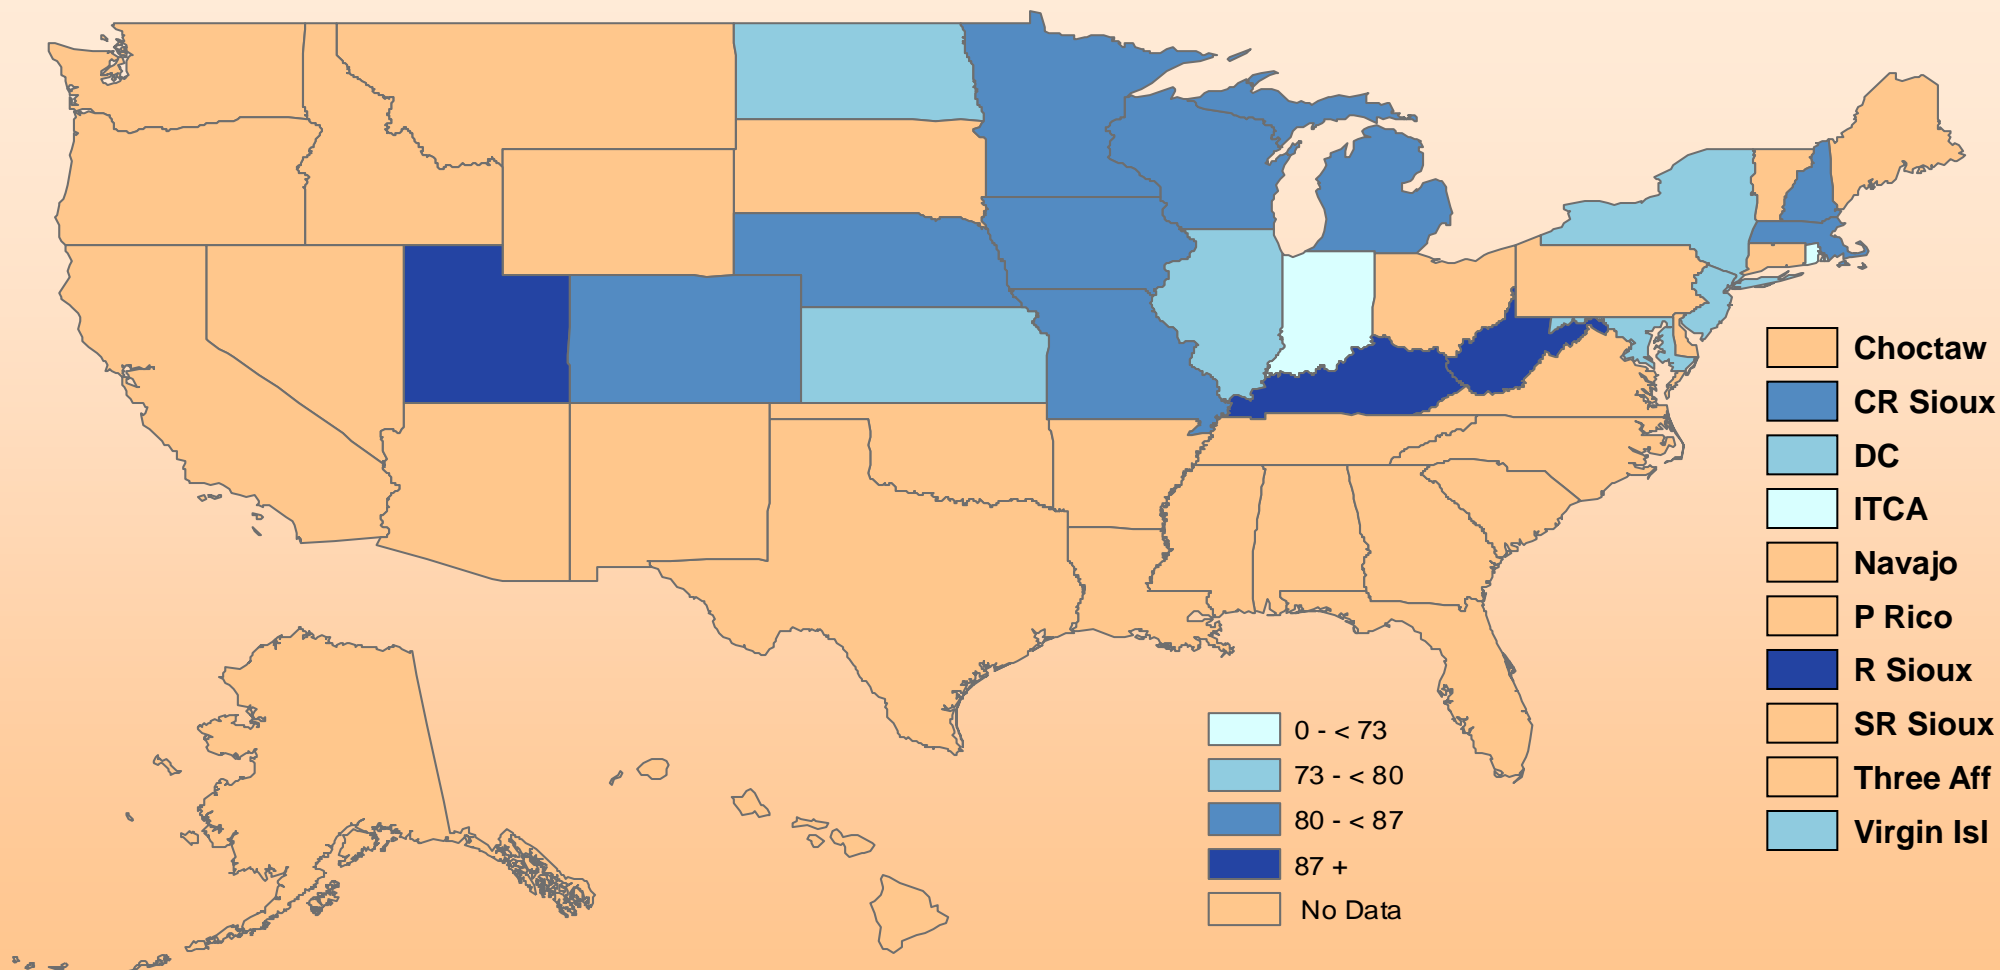 Choctaw
CR Sioux
DC
ITCA
Navajo
P Rico
R Sioux
SR Sioux
Three Aff
Virgin Isl
0 - < 73
73 - < 80
80 - < 87
87 +
No Data